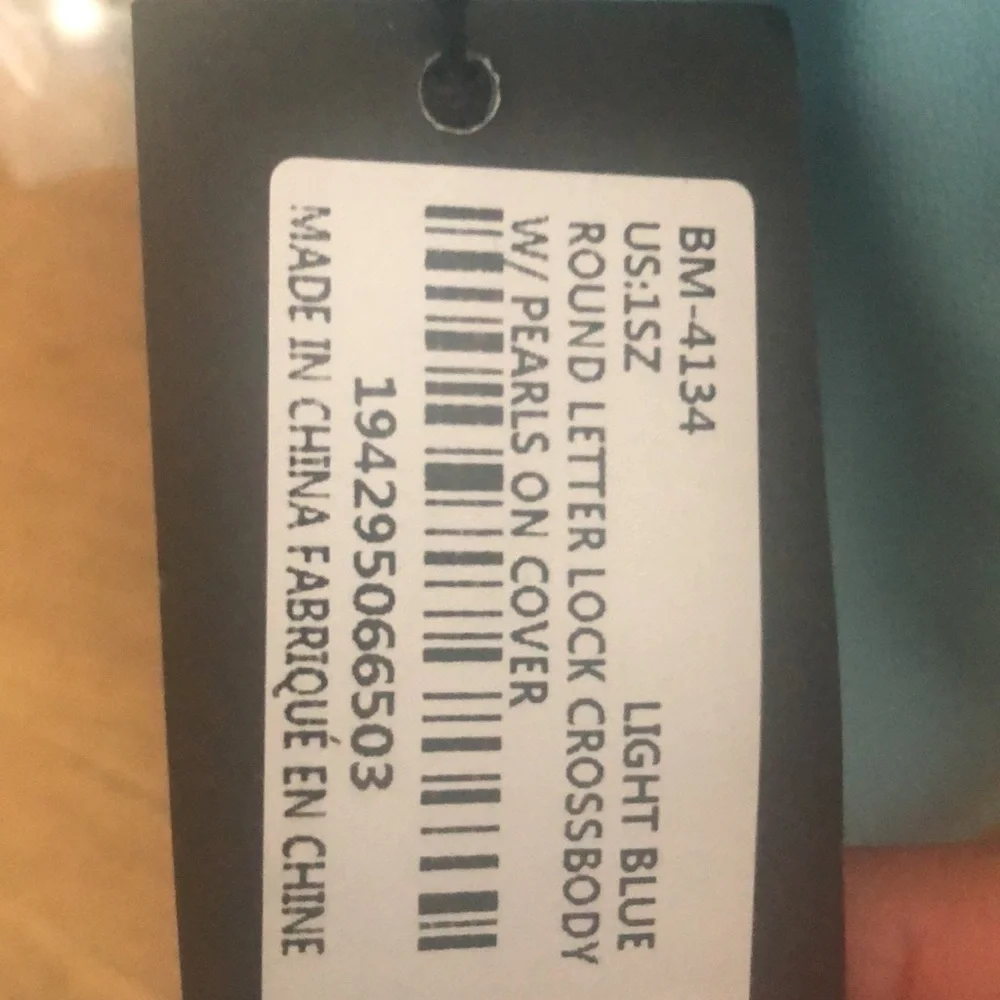 BM-4134
US:1SZ LIGHT BLUE
ROUND LETTER LOCK CROSSBODY
W/ PEARLS ON COVER
194295066503
MADE IN CHINA FABRIQUÉ EN CHINE